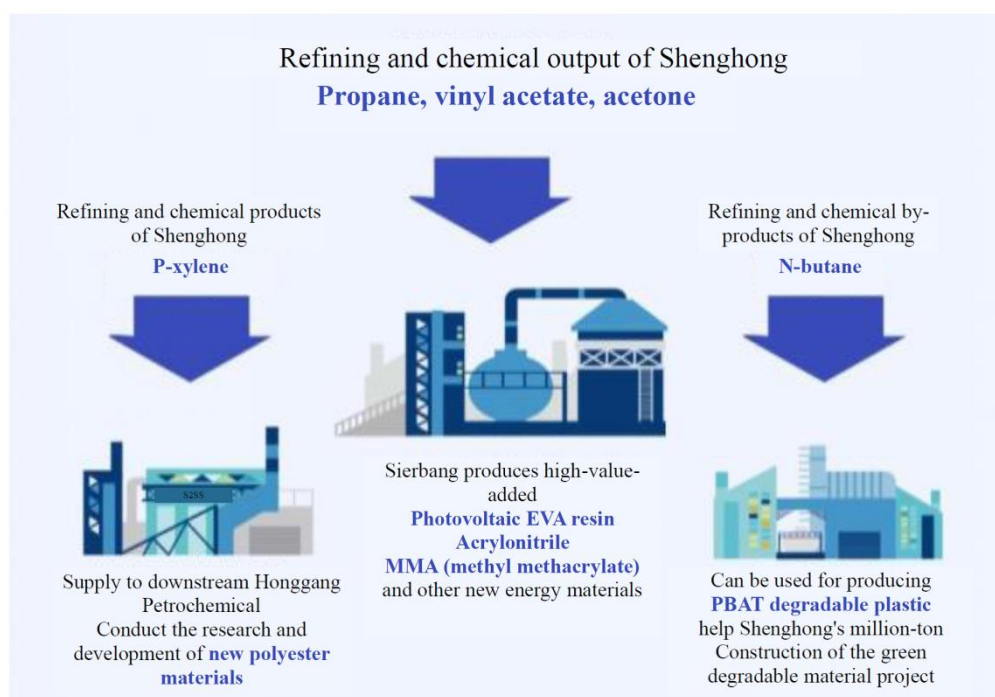 Refining and chemical output of Shenghong
Propane, vinyl acetate, acetone
Refining and chemical products
of Shenghong
P-xylene
Refining and chemical by-
products of Shenghong
N-butane
Supply to downstream Honggang
Petrochemical
Conduct the research and
development of new polyester
materials
Sierbang produces high-value-
added
Photovoltaic EVA resin
Acrylonitrile
MMA (methyl methacrylate)
and other new energy materials
Can be used for producing
PBAT degradable plastic
help Shenghong's million-ton
Construction of the green
degradable material project